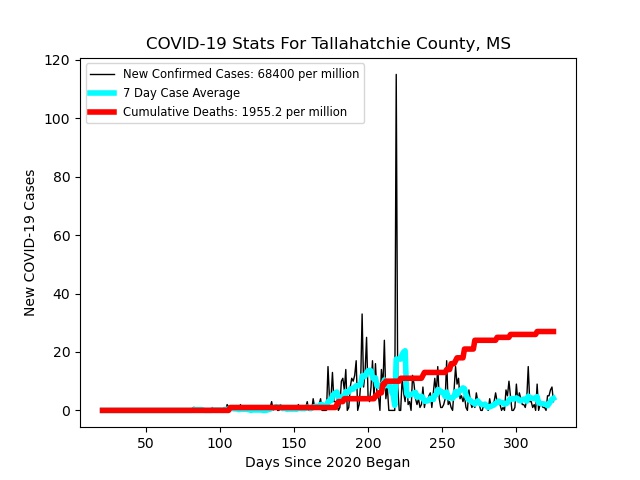 COVID-19 Stats For Tallahatchie County, MS
New Confirmed Cases: 68400 per million
7 Day Case Average
Cumulative Deaths: 1955.2 per million
New COVID-19 Cases
120
100
80
60
40
20
0
50 100 150 200 250 300
Days Since 2020 Began